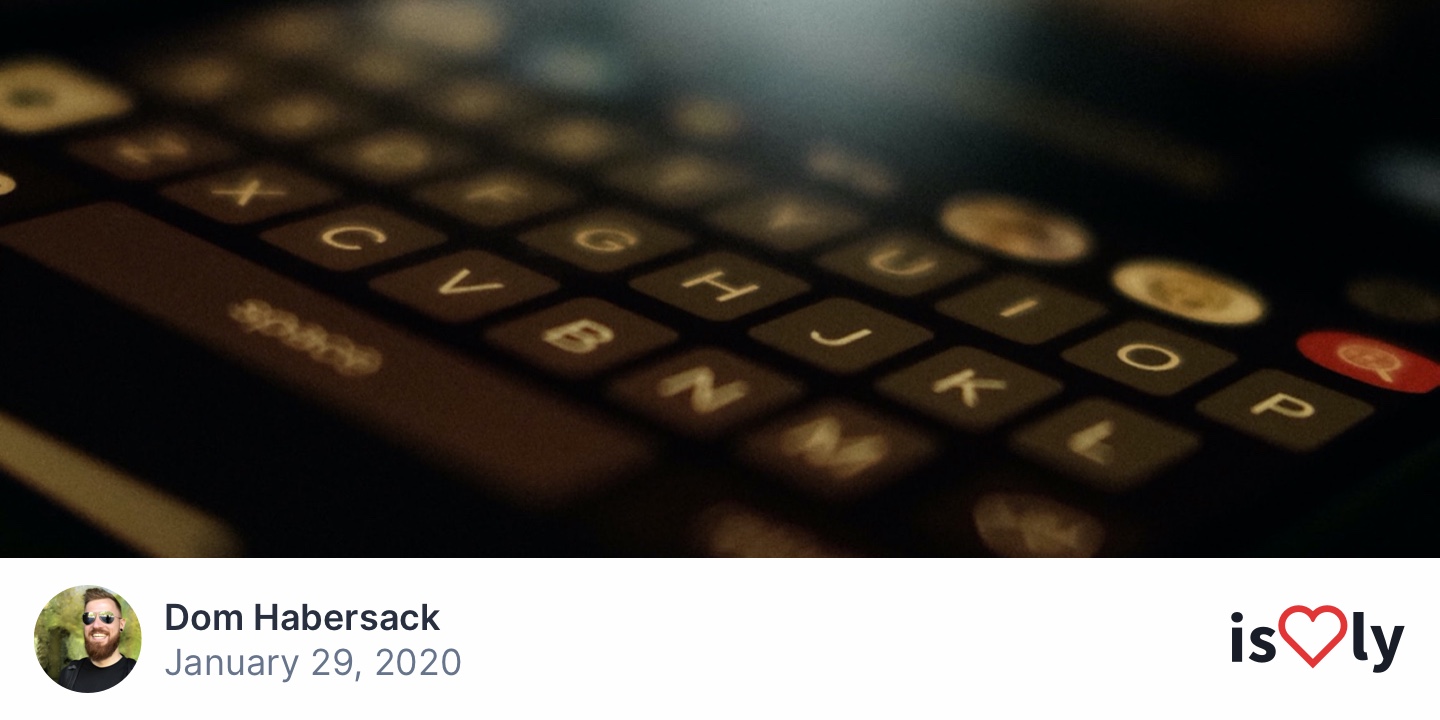 U I O P
G H J K L
X C V B N M
space
Dom Habersack
January 29, 2020
is ly